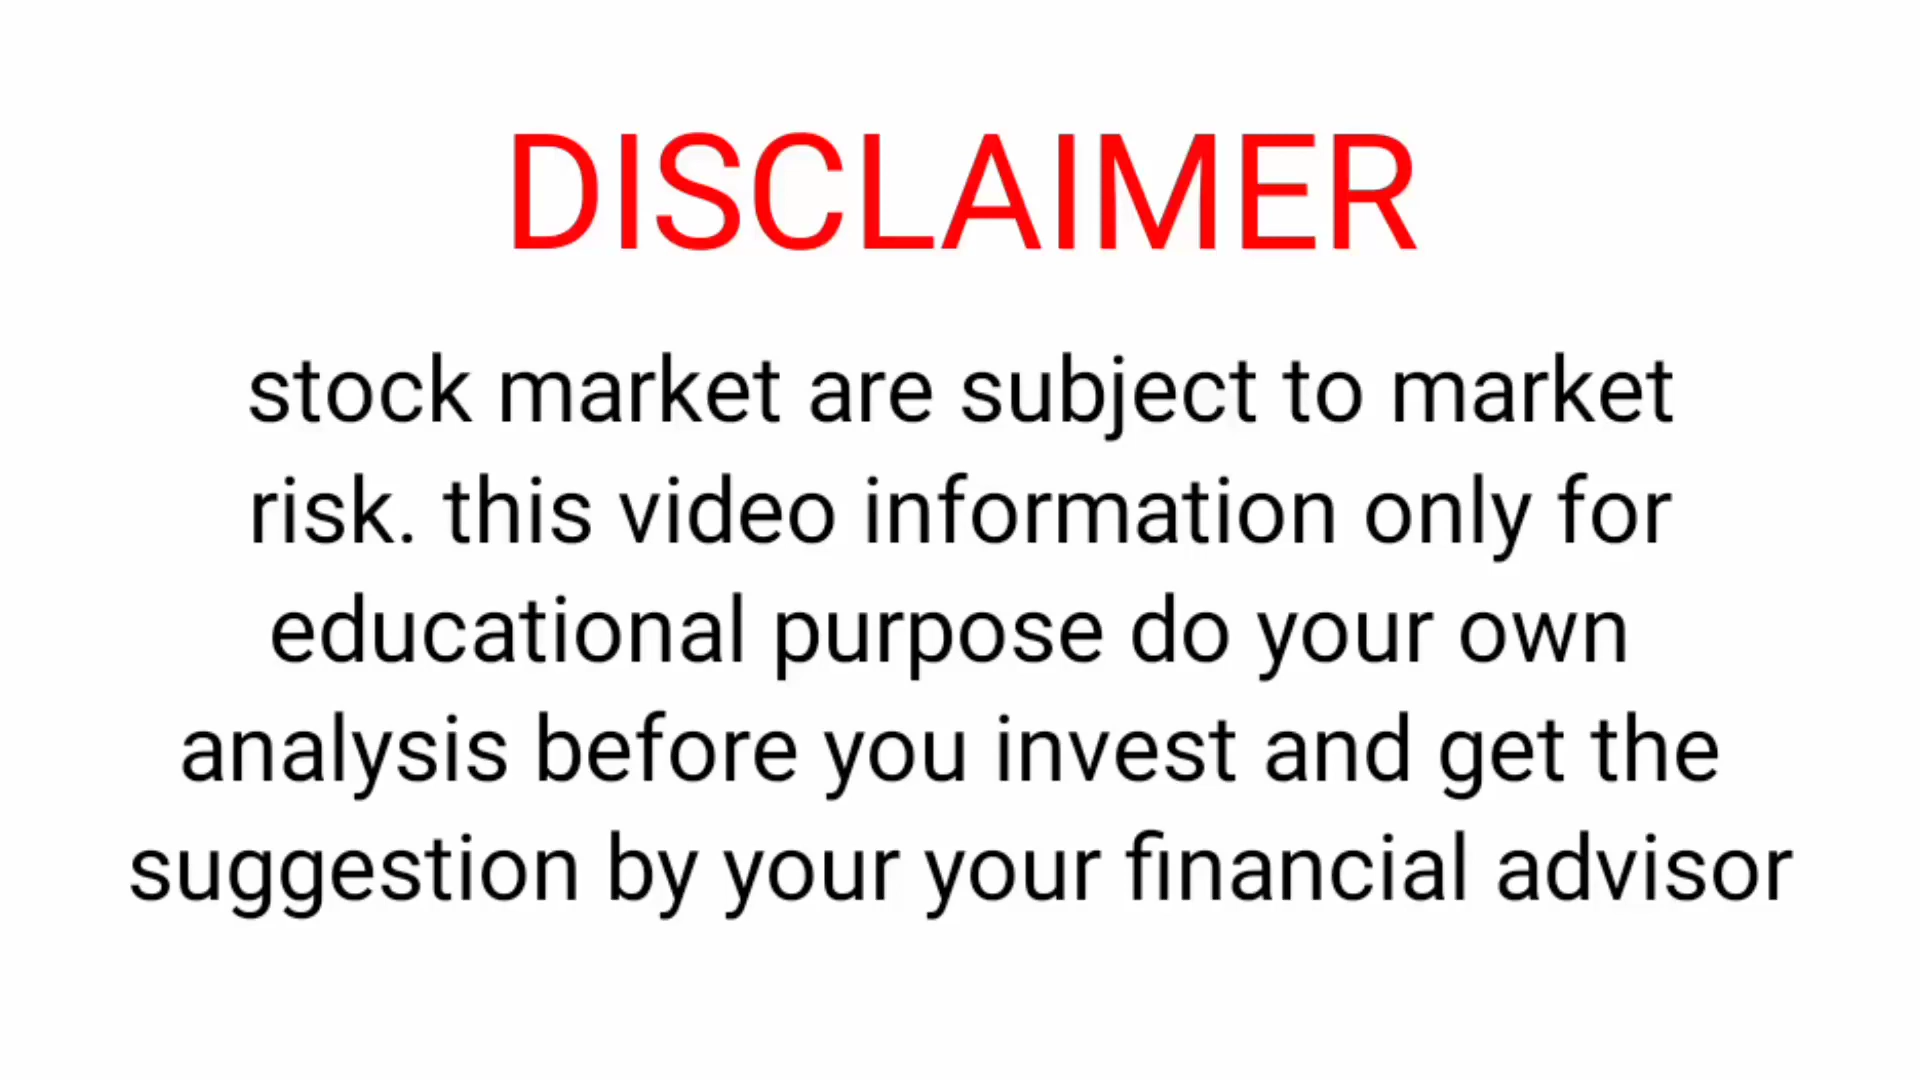 DISCLAIMER
stock market are subject to market
risk. this video information only for
educational purpose do your own
analysis before you invest and get the
suggestion by your your financial advisor